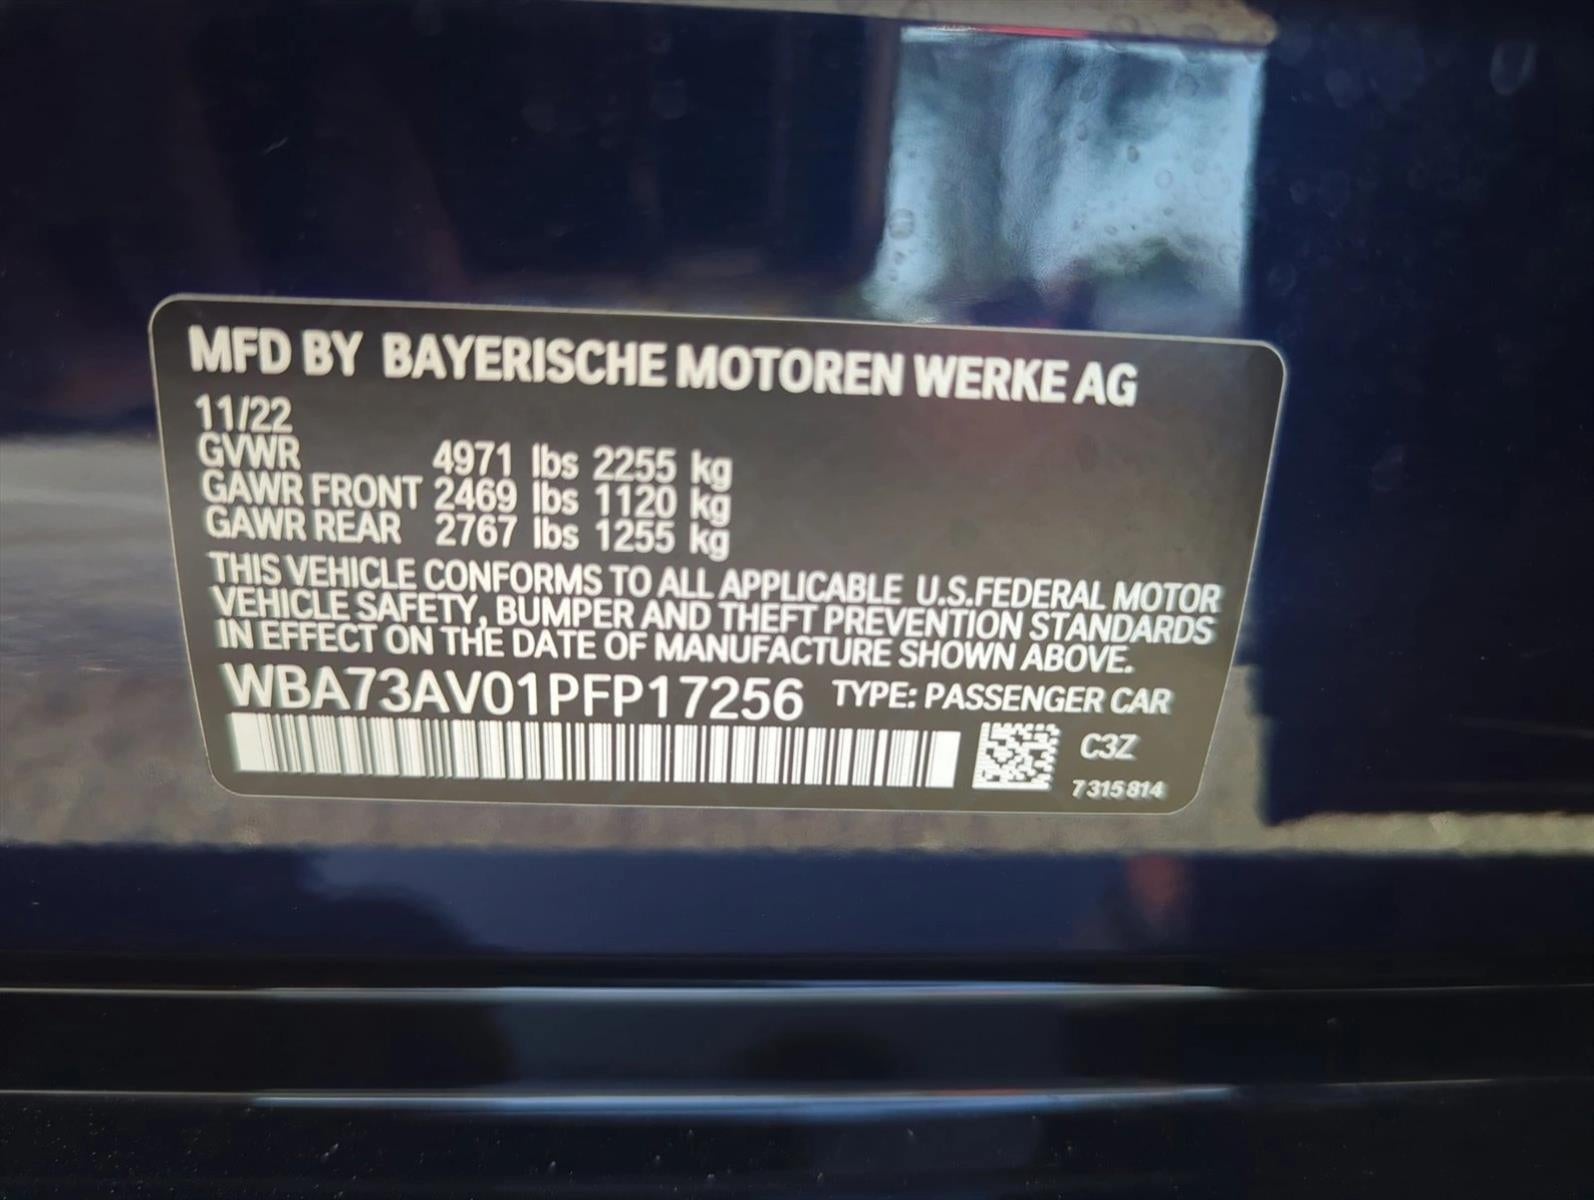 MFD BY BAYERISCHE MOTOREN WERKE AG
11/22
GVWR 4971 lbs 2255 kg
GAWR FRONT 2469 lbs 1120 kg
GAWR REAR 2767 lbs 1255 kg
THIS VEHICLE CONFORMS TO ALL APPLICABLE U.S.FEDERAL MOTOR
VEHICLE SAFETY, BUMPER AND THEFT PREVENTION STANDARDS
IN EFFECT ON THE DATE OF MANUFACTURE SHOWN ABOVE.
WBA73AV01PFP17256 TYPE: PASSENGER CAR
C3Z
7 315 814